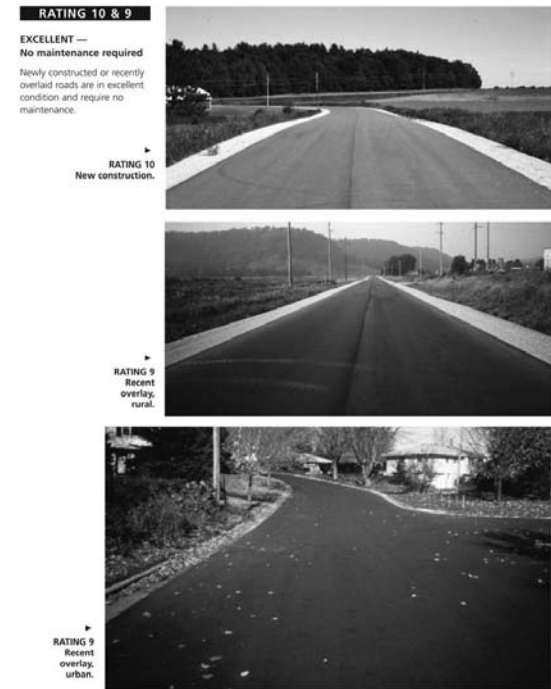 RATING 10 & 9
EXCELLENT —
No maintenance required
Newly constructed or recently
overlaid roads are in excellent
condition and require no
maintenance.
RATING 10
New construction.
RATING 9
Recent
overlay,
rural.
RATING 9
Recent
overlay,
urban.